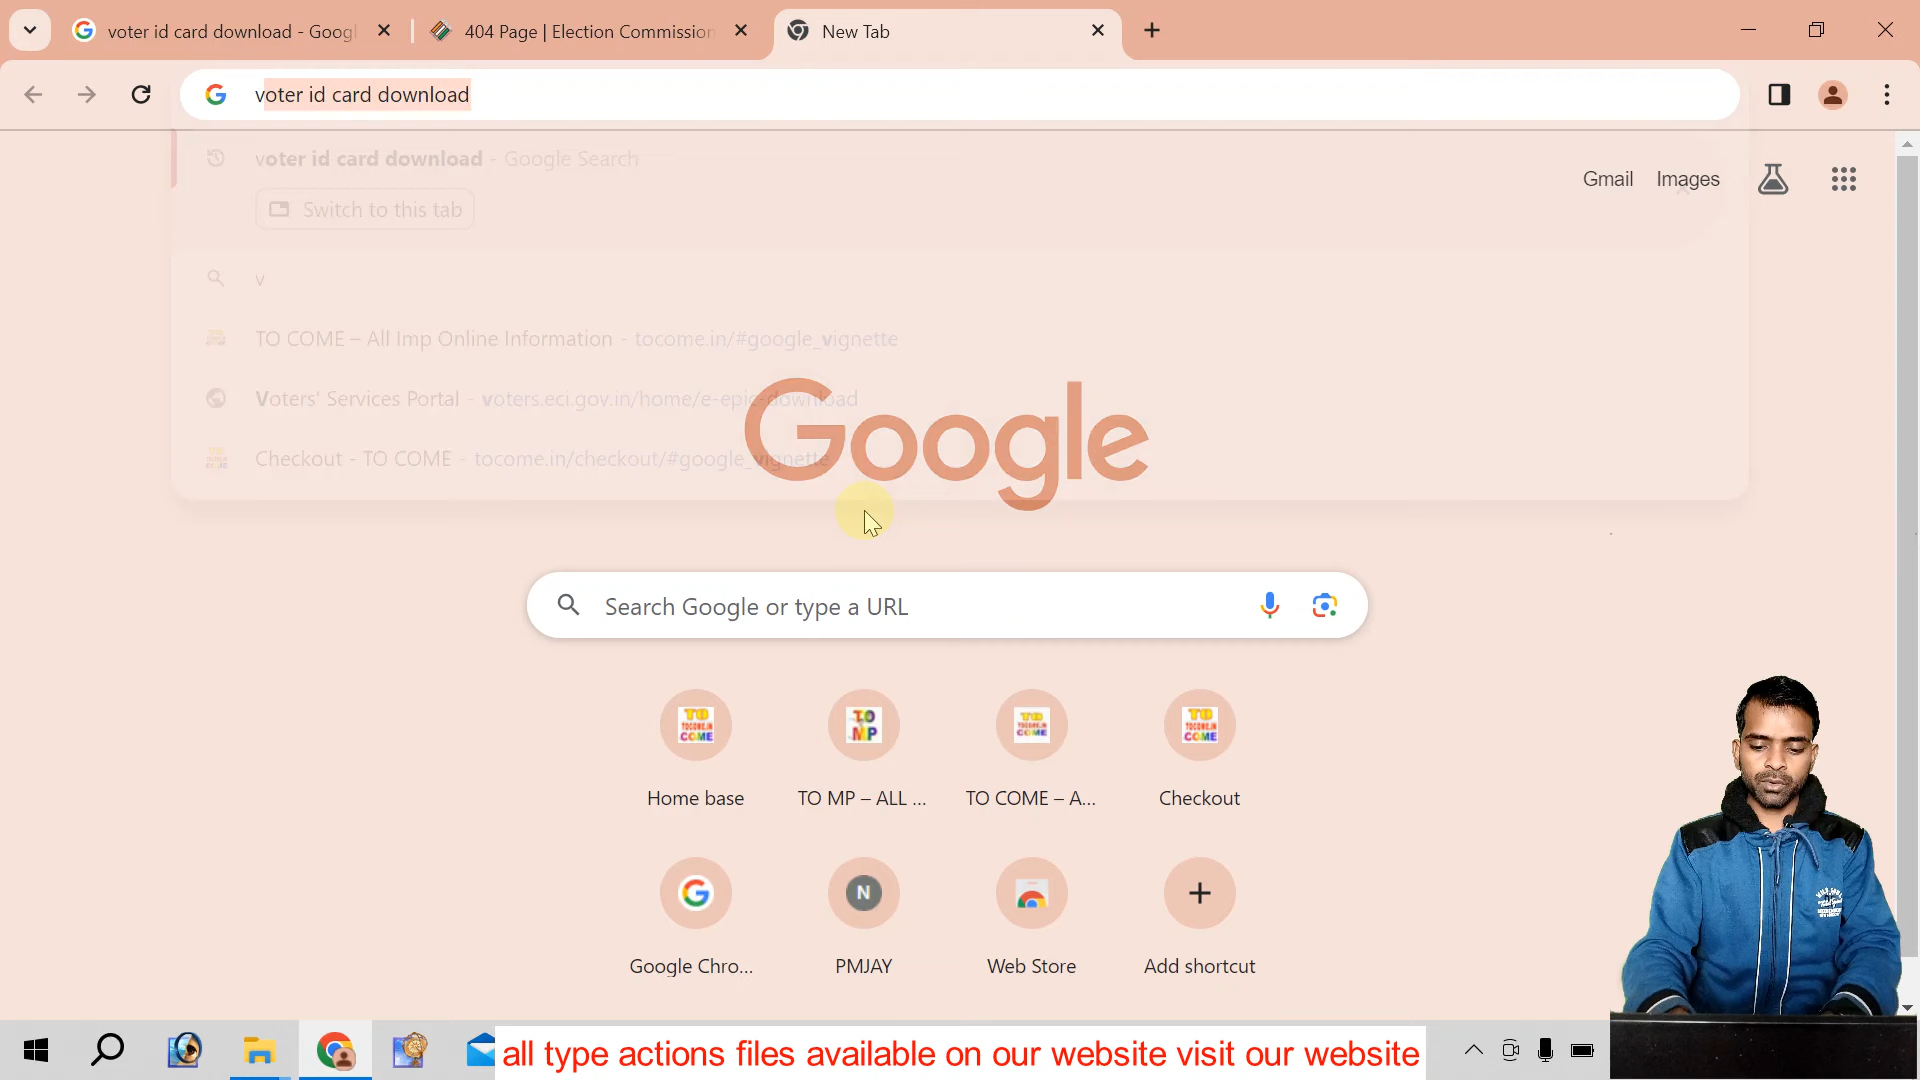 voter id card download - Googl
404 Page | Election Commission
New Tab
voter id card download
voter id card download - Google Search
Gmail Images
Switch to this tab
v
TO COME – All Imp Online Information - tocome.in/#google_vignette
Voters' Services Portal - voters.eci.gov.in/home/e-epic-download
Google
Checkout - TO COME - tocome.in/checkout/#google_vignette
Search Google or type a URL
Home base
TO MP – ALL ...
TO COME – A...
Checkout
N
Google Chro...
PMJAY
Web Store
Add shortcut
all type actions files available on our website visit our website